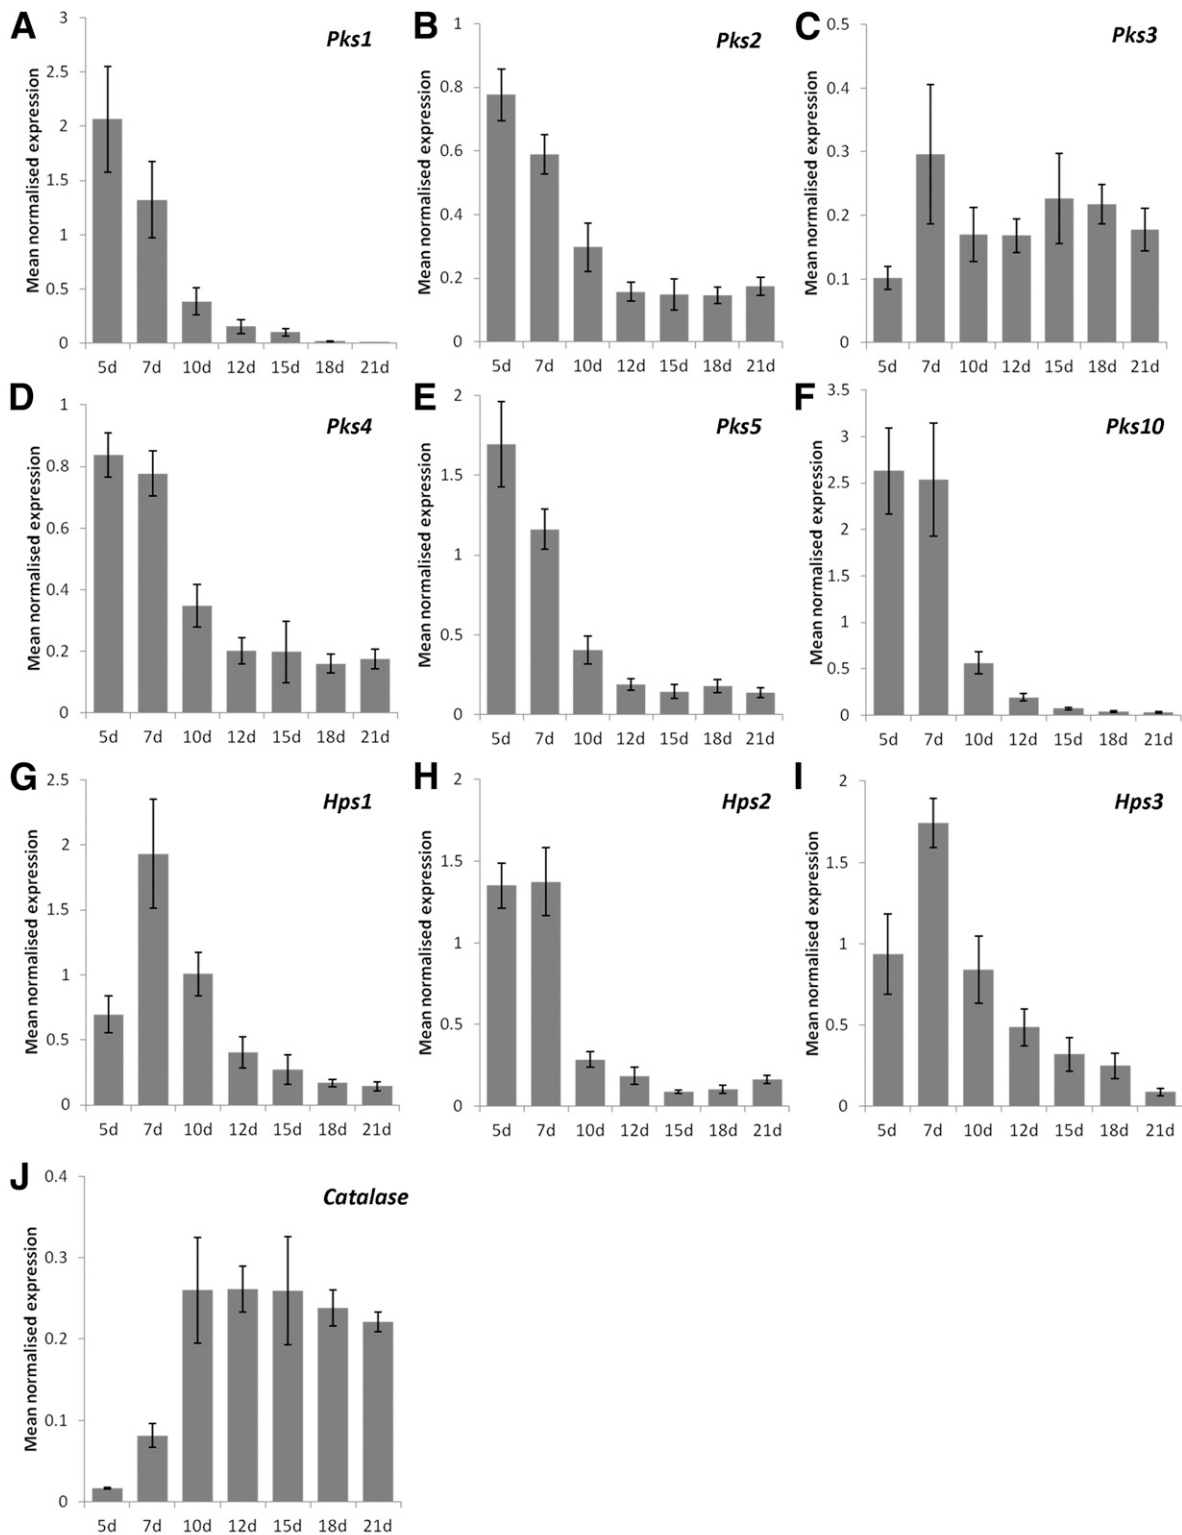 A
Pks1
Mean normalised expression
3
2.5
2
1.5
1
0.5
0
5d 7d 10d 12d 15d 18d 21d
B
Pks2
Mean normalised expression
1
0.8
0.6
0.4
0.2
0
5d 7d 10d 12d 15d 18d 21d
C
Pks3
Mean normalised expression
0.5
0.4
0.3
0.2
0.1
0
5d 7d 10d 12d 15d 18d 21d
D
Pks4
Mean normalised expression
1
0.8
0.6
0.4
0.2
0
5d 7d 10d 12d 15d 18d 21d
E
Pks5
Mean normalised expression
2
1.5
1
0.5
0
5d 7d 10d 12d 15d 18d 21d
F
Pks10
Mean normalised expression
3.5
3
2.5
2
1.5
1
0.5
0
5d 7d 10d 12d 15d 18d 21d
G
Hps1
Mean normalised expression
2.5
2
1.5
1
0.5
0
5d 7d 10d 12d 15d 18d 21d
H
Hps2
Mean normalised expression
2
1.5
1
0.5
0
5d 7d 10d 12d 15d 18d 21d
I
Hps3
Mean normalised expression
2
1.5
1
0.5
0
5d 7d 10d 12d 15d 18d 21d
J
Catalase
Mean normalised expression
0.4
0.3
0.2
0.1
0
5d 7d 10d 12d 15d 18d 21d